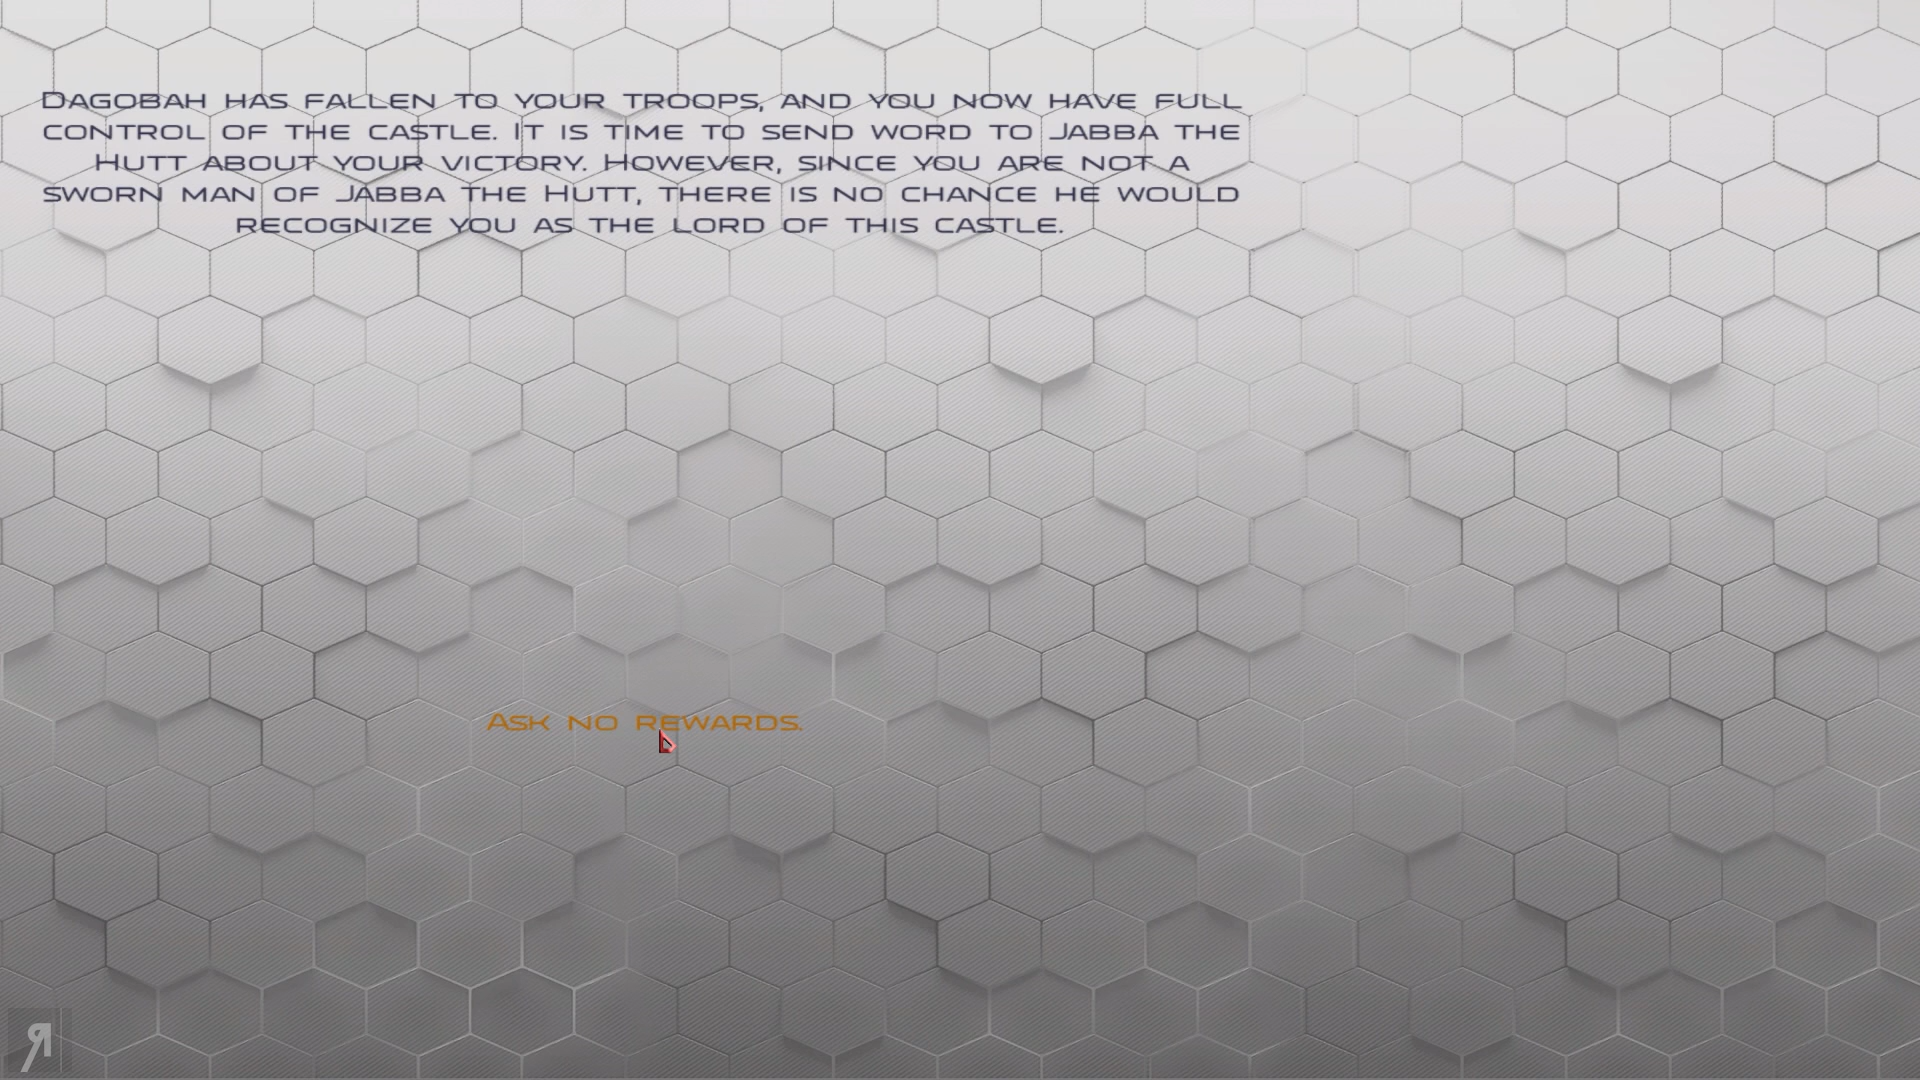 Dagobah has fallen to your troops, and you now have full
control of the castle. It is time to send word to Jabba the
Hutt about your victory. However, since you are not a
sworn man of Jabba the Hutt, there is no chance he would
recognize you as the lord of this castle.
Ask no rewards.